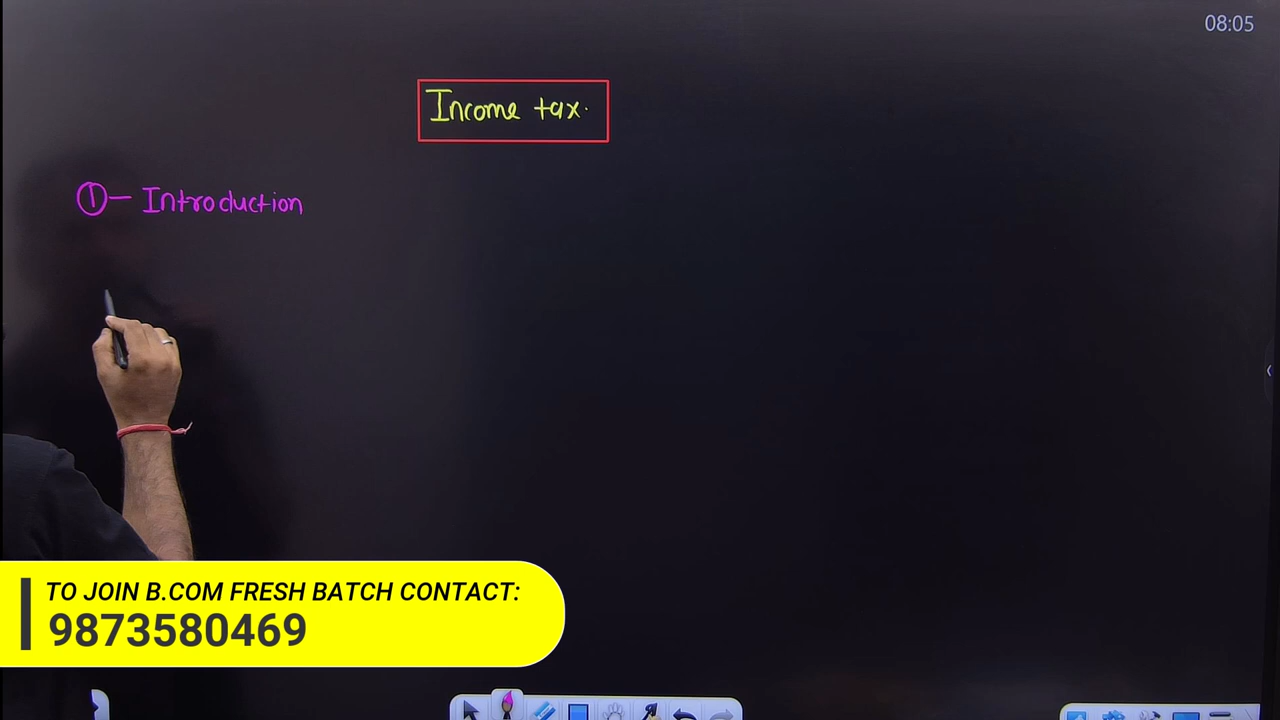 08:05
Income tax.
①- Introduction
TO JOIN B.COM FRESH BATCH CONTACT:
9873580469